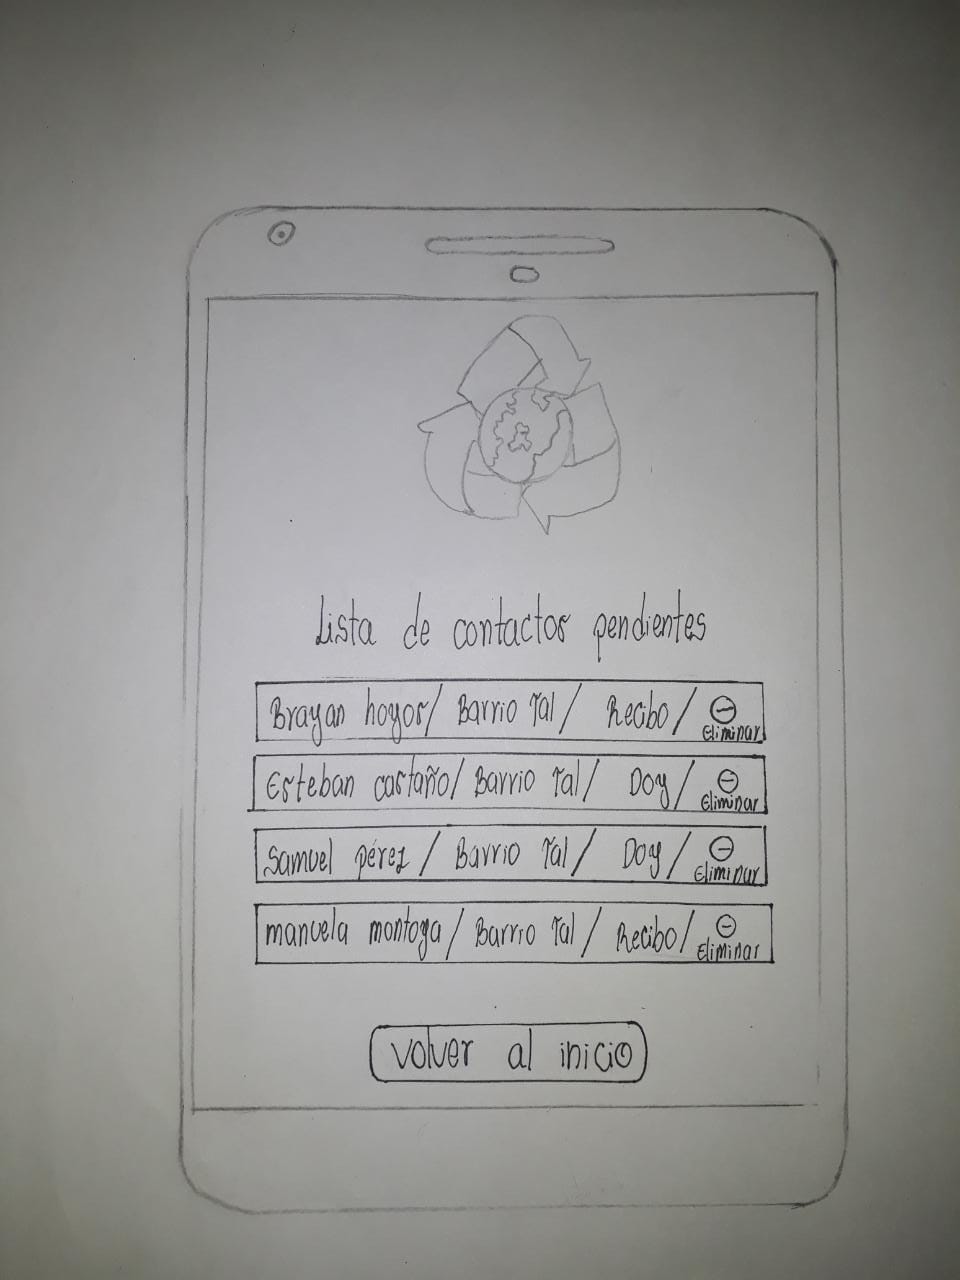 Lista de contactos pendientes
Brayan hoyos/ Barrio Tal/ Recibo/ Eliminar
Esteban castaño/ Barrio Tal/ Doy/ Eliminar
Samuel pérez / Barrio Tal/ Doy/ Eliminar
manuela montoya/ Barrio Tal/ Recibo/ Eliminar
volver al inicio